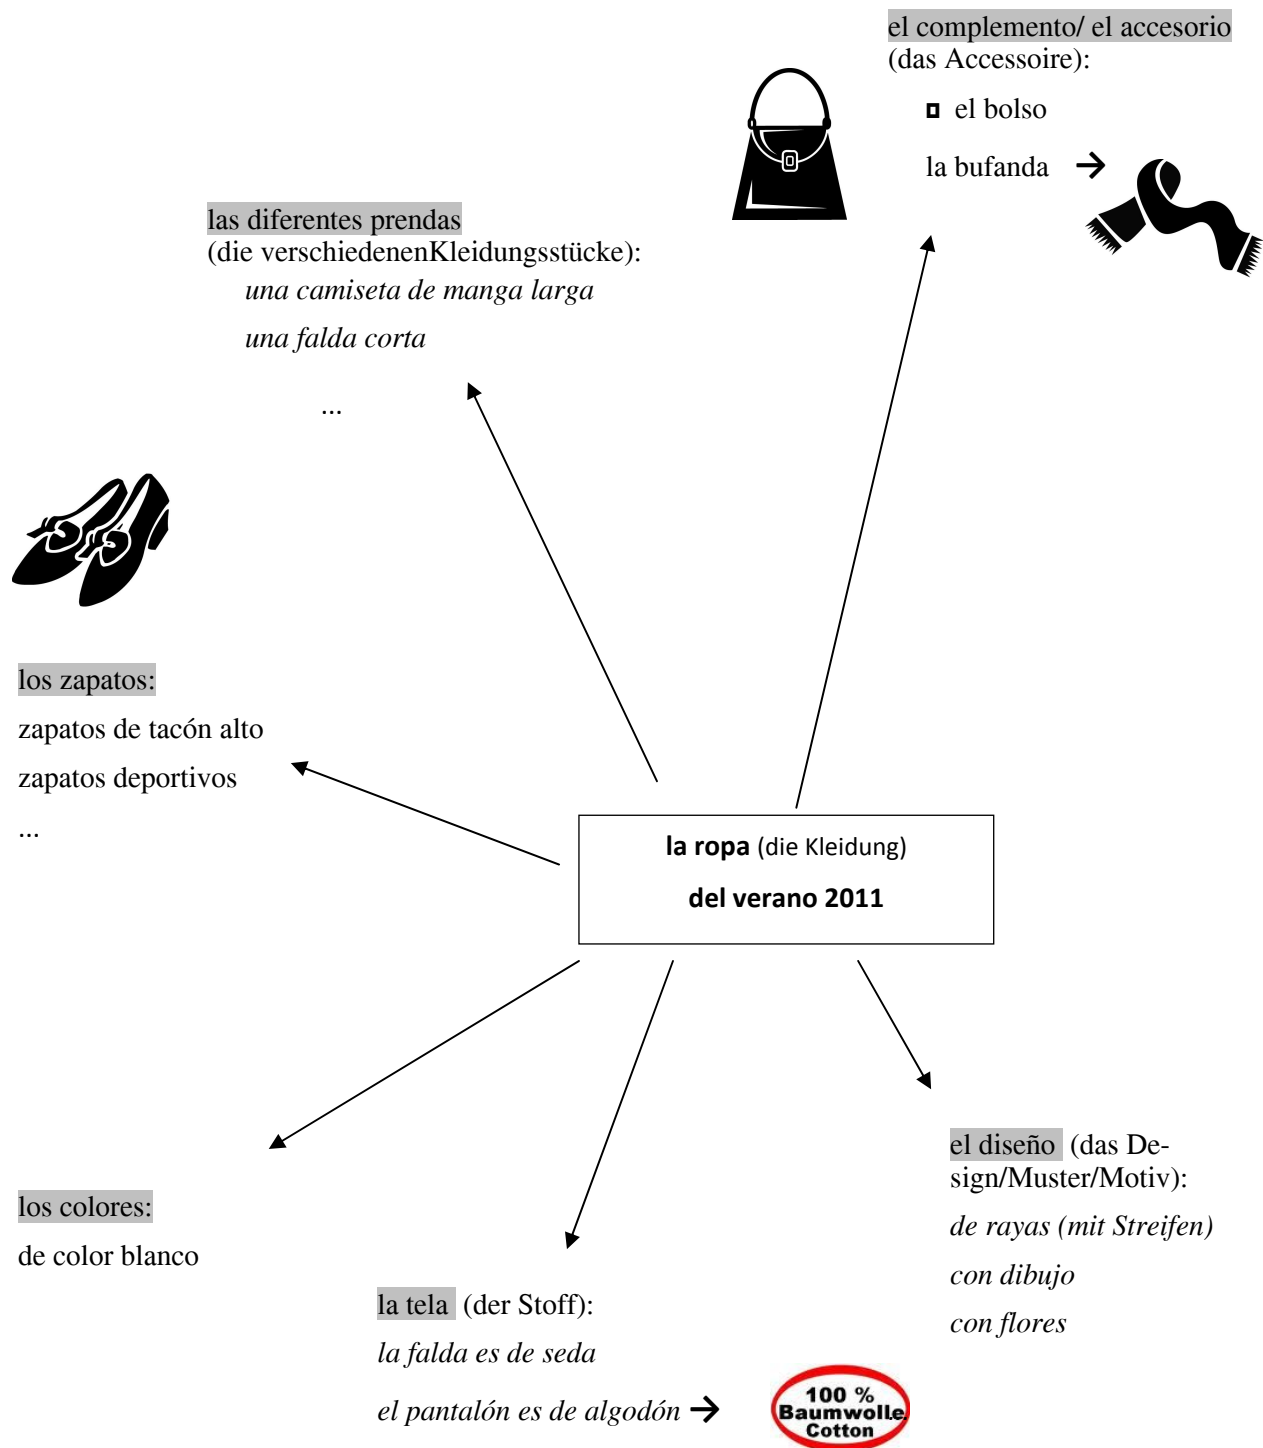 el complemento/ el accesorio
(das Accessoire):
el bolso
la bufanda →
las diferentes prendas
(die verschiedenenKleidungsstücke):
una camiseta de manga larga
una falda corta
...
los zapatos:
zapatos de tacón alto
zapatos deportivos
...
la ropa (die Kleidung)
del verano 2011
los colores:
de color blanco
la tela (der Stoff):
la falda es de seda
el pantalón es de algodón →
100 %
Baumwolle
Cotton
el diseño (das De-
sign/Muster/Motiv):
de rayas (mit Streifen)
con dibujo
con flores